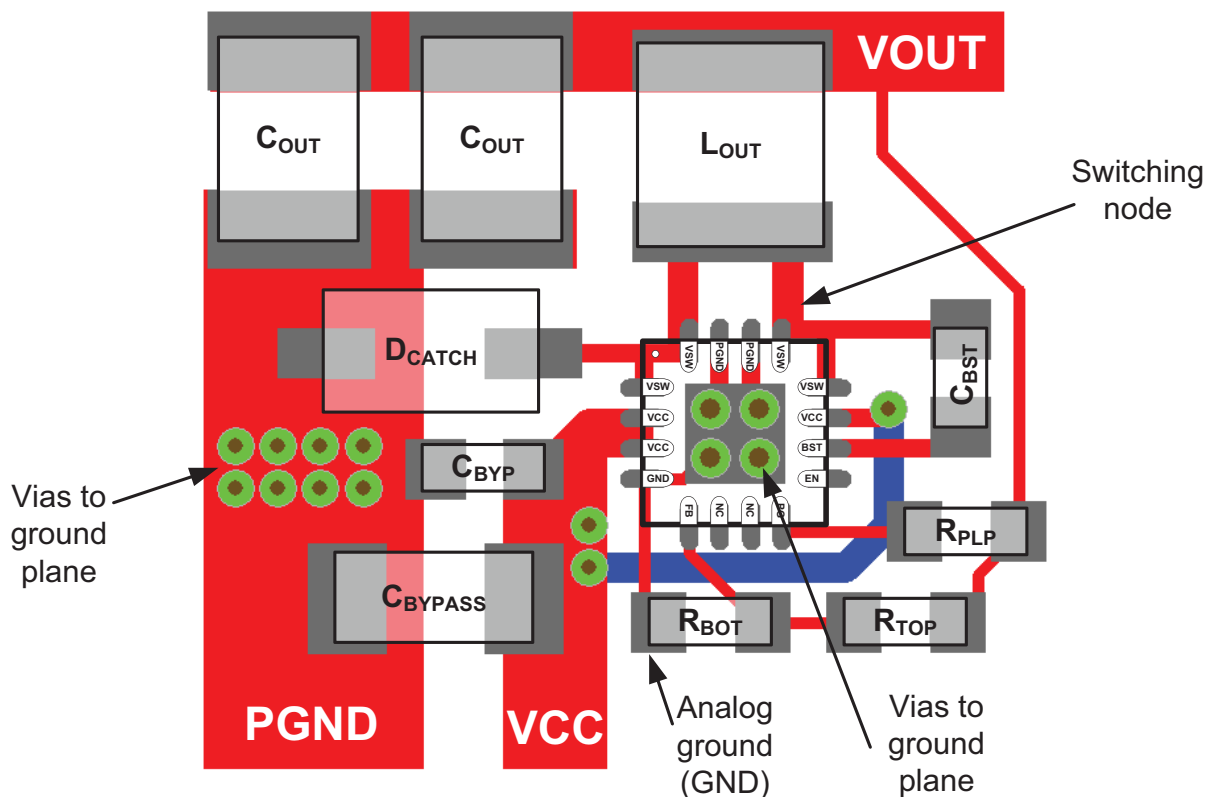 VOUT
COUT
COUT
LOUT
Switching
node
DCATCH
CBST
VSW
PGND
PGND
VSW
VSW
VCC
VCC
GND
VSW
VCC
BST
EN
FB
NC
NC
PG
CBYP
Vias to
ground
plane
RPLP
CBYPASS
RBOT
RTOP
PGND
VCC
Analog
ground
(GND)
Vias to
ground
plane